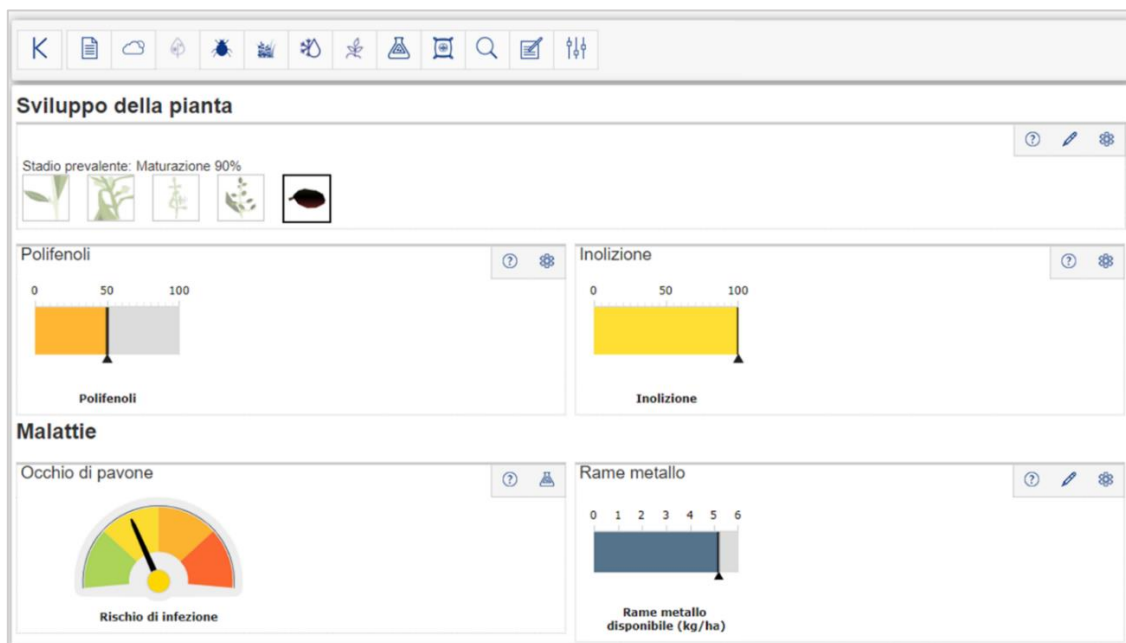 Sviluppo della pianta
Stadio prevalente: Maturazione 90%
Polifenoli
0 50 100
Polifenoli
Inolizione
0 50 100
Inolizione
Malattie
Occhio di pavone
Rischio di infezione
Rame metallo
0 1 2 3 4 5 6
Rame metallo
disponibile (kg/ha)